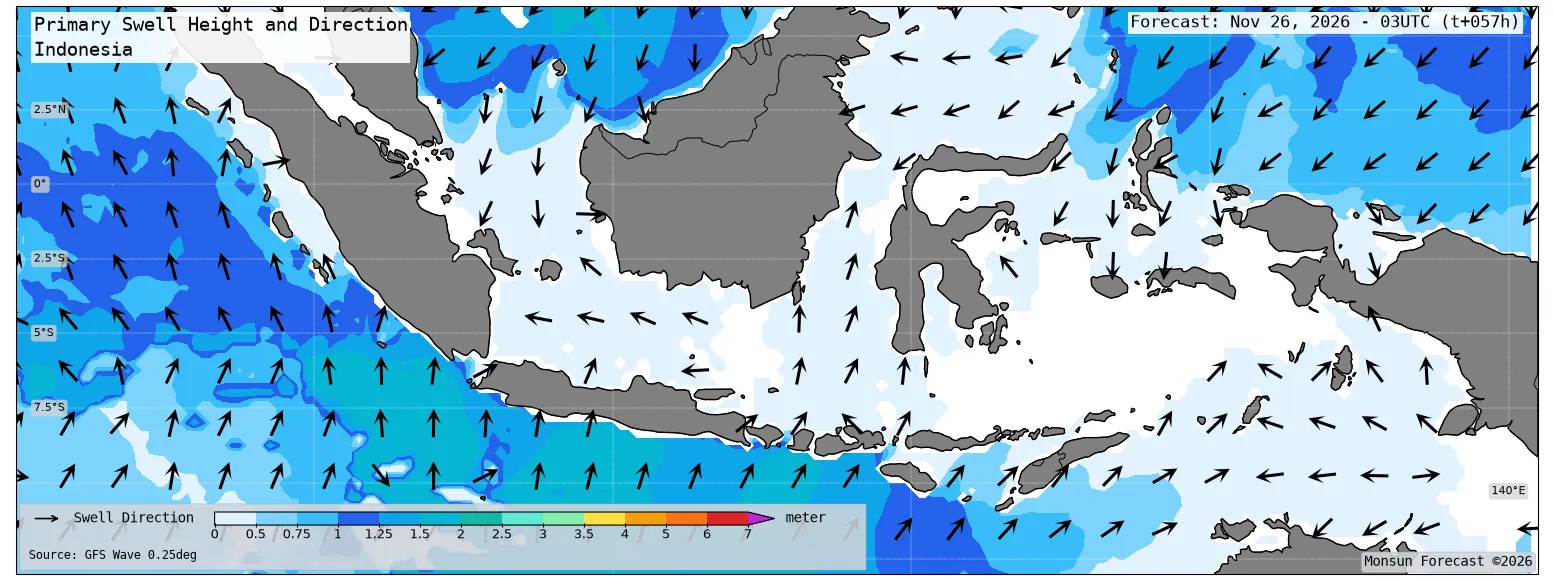 Primary Swell Height and Direction
Indonesia
Forecast: Nov 26, 2026 - 03UTC (t+057h)
2.5°N
0°
2.5°S
5°S
7.5°S
140°E
Swell Direction
0 0.5 0.75 1 1.25 1.5 2 2.5 3 3.5 4 5 6 7
meter
Source: GFS Wave 0.25deg
Monsun Forecast ©2026